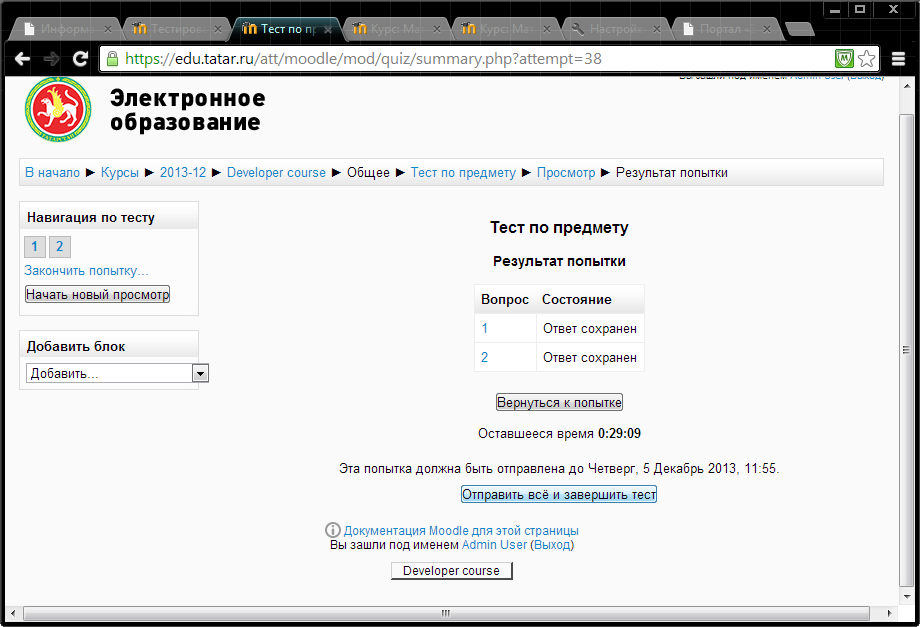 Информа
Тестиров
Тест по пр
Курс Ма
Курс Ма
Настрой
Портал -
https://edu.tatar.ru/att/moodle/mod/quiz/summary.php?attempt=38
Вы зашли под именем Admin User (Выход)
Электронное
образование
В начало ► Курсы ► 2013-12 ► Developer course ► Общее ► Тест по предмету ► Просмотр ► Результат попытки
Навигация по тесту
1 2
Закончить попытку...
Начать новый просмотр
Добавить блок
Добавить...
Тест по предмету
Результат попытки
Вопрос Состояние
1 Ответ сохранен
2 Ответ сохранен
Вернуться к попытке
Оставшееся время 0:29:09
Эта попытка должна быть отправлена до Четверг, 5 Декабрь 2013, 11:55.
Отправить всё и завершить тест
Документация Moodle для этой страницы
Вы зашли под именем Admin User (Выход)
Developer course